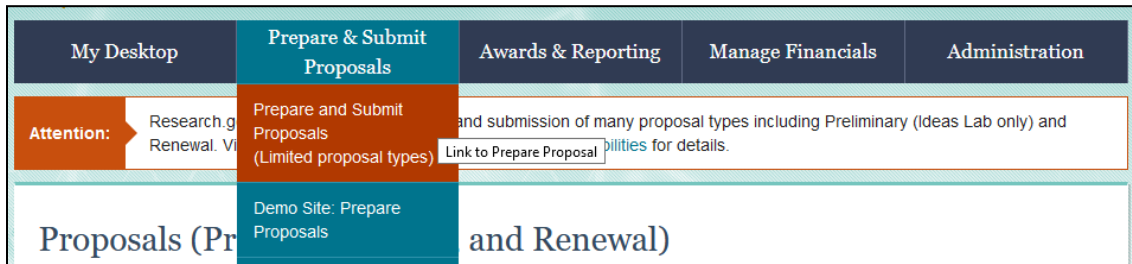 My Desktop
Prepare & Submit
Proposals
Awards & Reporting
Manage Financials
Administration
Attention:
Research.g
and submission of many proposal types including Preliminary (Ideas Lab only) and
Renewal. Vi
bilities for details.
Prepare and Submit
Proposals
(Limited proposal types)
Link to Prepare Proposal
Demo Site: Prepare
Proposals
Proposals (Pr
and Renewal)